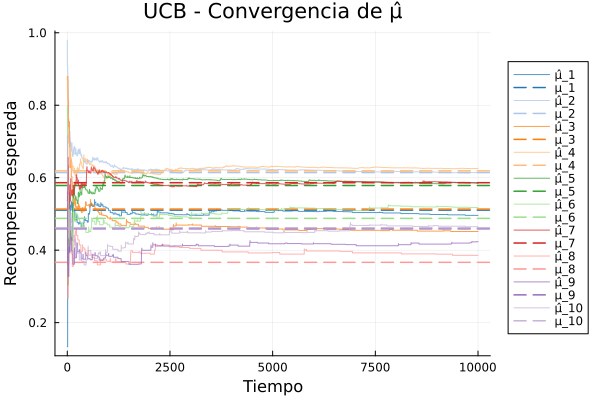 UCB - Convergencia de μ̂
Recompensa esperada
1.0
0.8
0.6
0.4
0.2
0
2500
5000
7500
10000
Tiempo
μ̂_1
μ_1
μ̂_2
μ_2
μ̂_3
μ_3
μ̂_4
μ_4
μ̂_5
μ_5
μ̂_6
μ_6
μ̂_7
μ_7
μ̂_8
μ_8
μ̂_9
μ_9
μ̂_10
μ_10